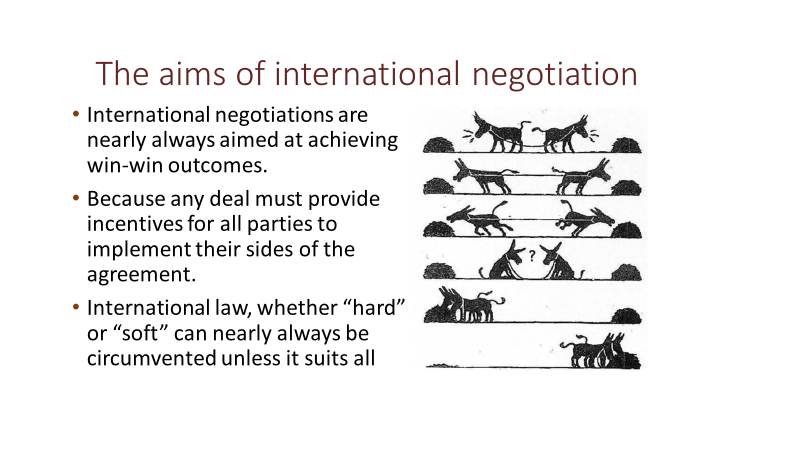 The aims of international negotiation
• International negotiations are
nearly always aimed at achieving
win-win outcomes.
• Because any deal must provide
incentives for all parties to
implement their sides of the
agreement.
• International law, whether “hard”
or “soft” can nearly always be
circumvented unless it suits all
?